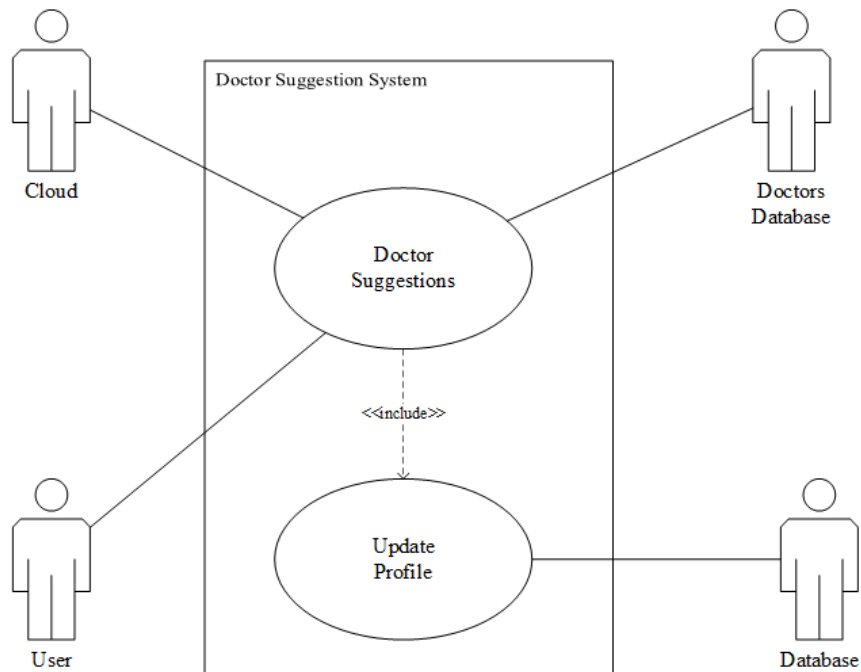 Doctor Suggestion System
Cloud
Doctors
Database
Doctor
Suggestions
<<include>>
Update
Profile
User
Database